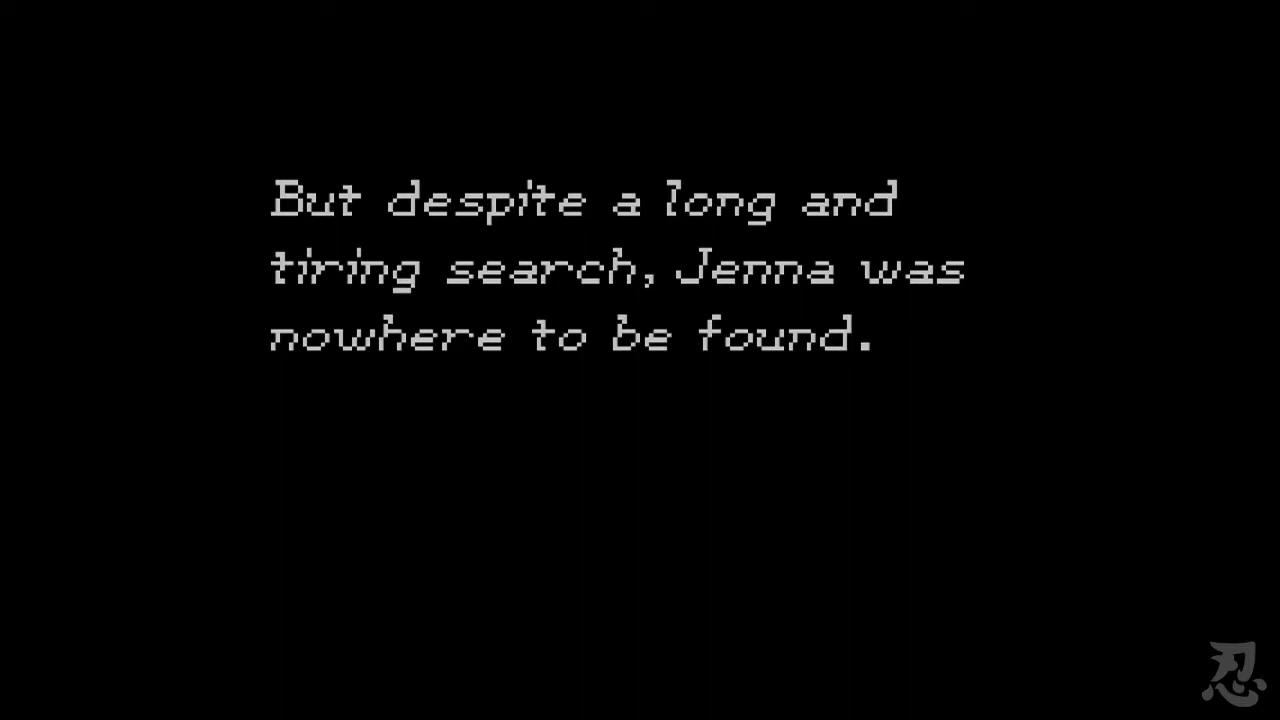 But despite a long and
tiring search, Jenna was
nowhere to be found.
忍